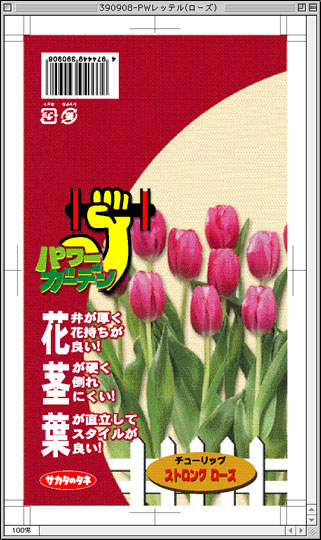 390908-PWレッテル(ローズ)
4 974449 390908
パワー
ガーデン
花弁が厚く
花持ちが
良い!
茎が硬く
倒れ
にくい!
葉が直立して
スタイルが
良い!
サカタのタネ
チューリップ
ストロング ローズ
100%